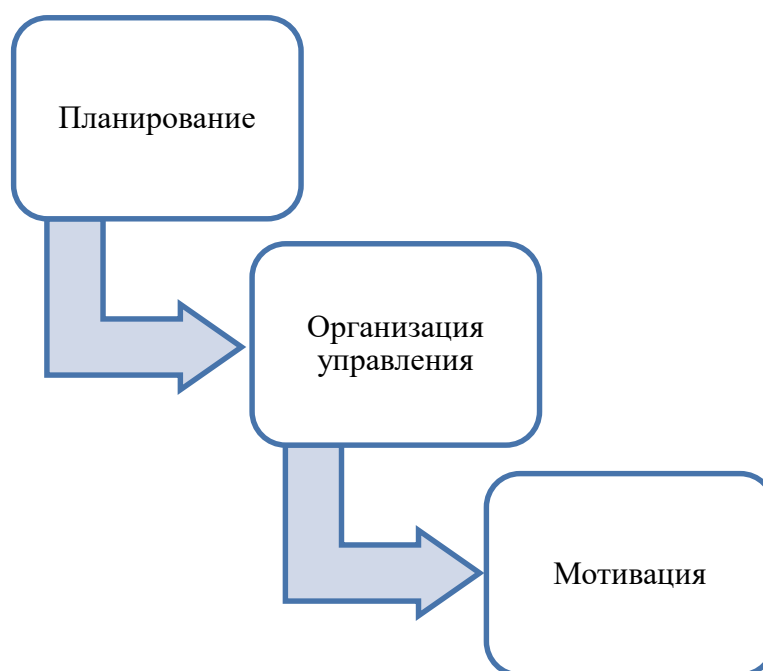 Планирование
Организация
управления
Мотивация